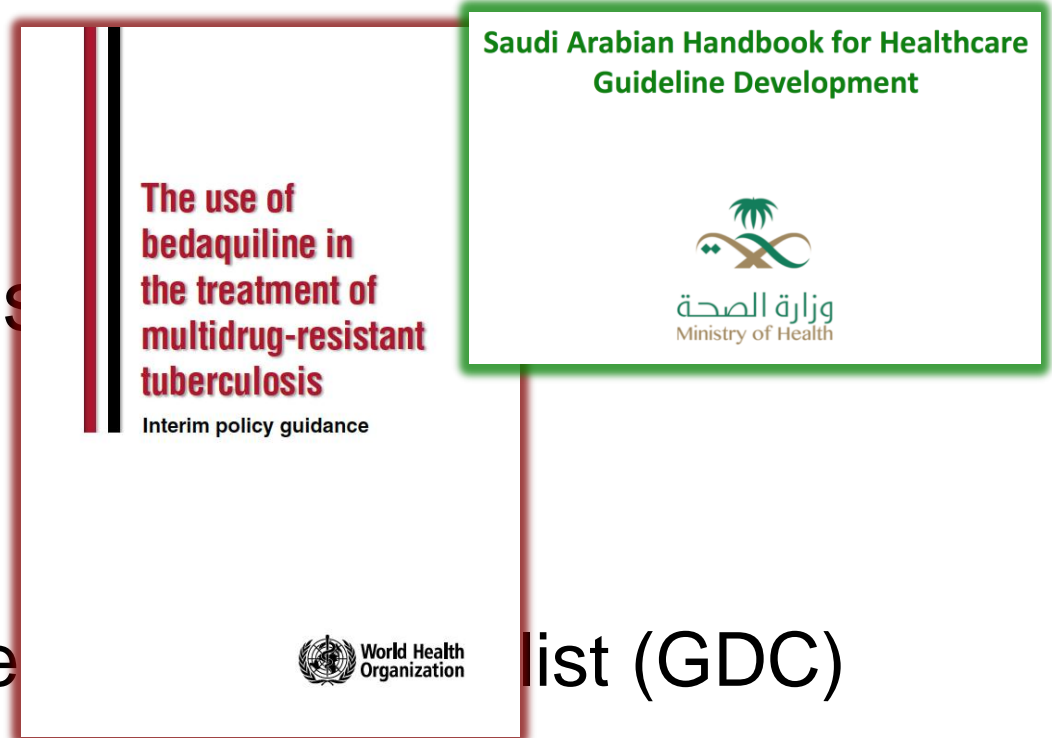 Saudi Arabian Handbook for Healthcare
Guideline Development
وزارة الصحة
Ministry of Health
The use of
bedaquiline in
the treatment of
multidrug-resistant
tuberculosis
Interim policy guidance
World Health
Organization
list (GDC)